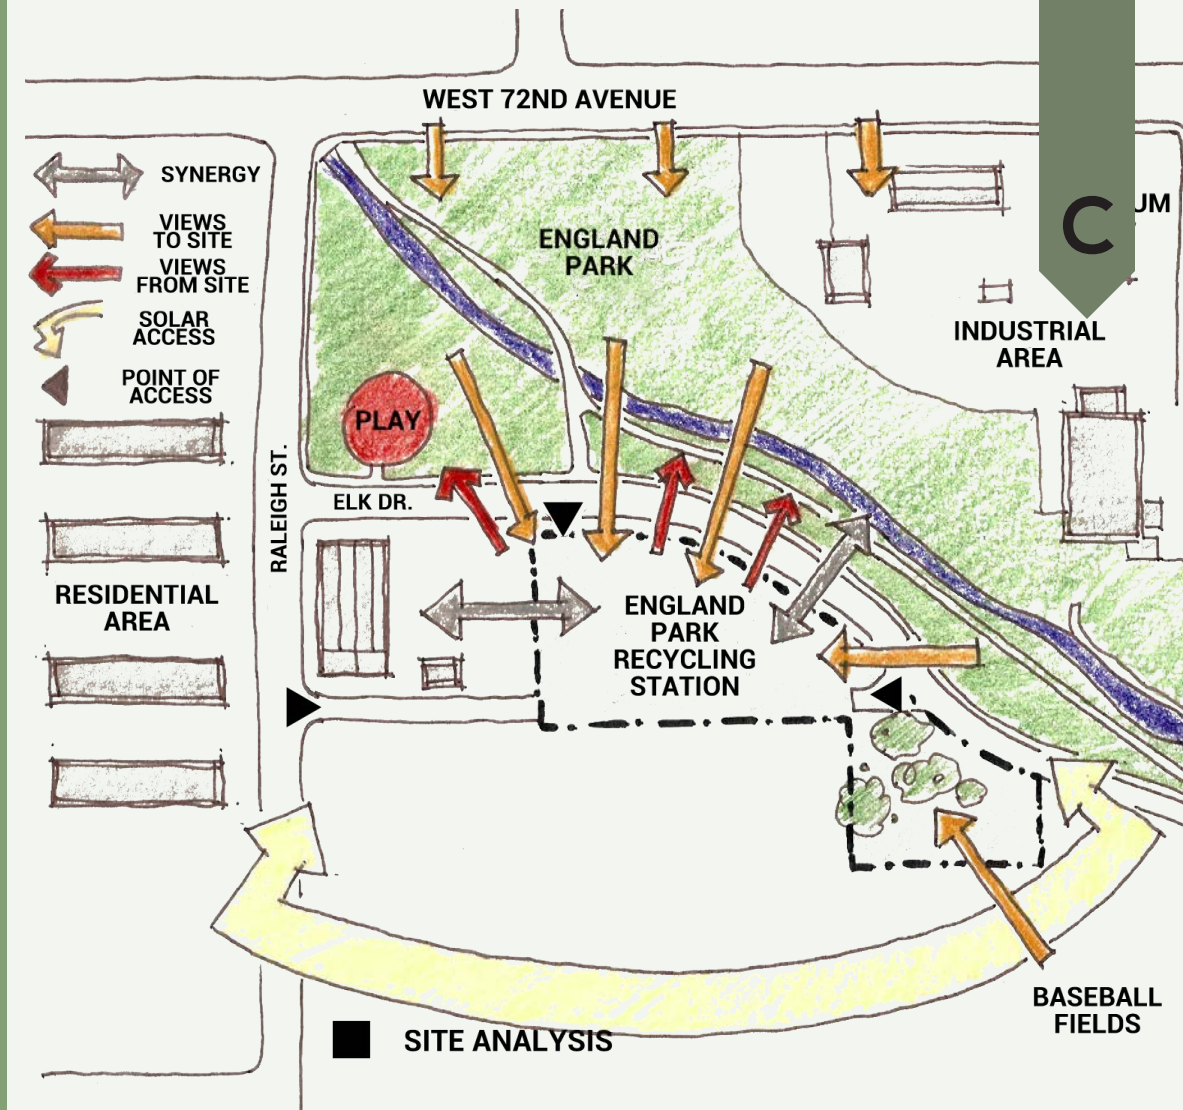 WEST 72ND AVENUE
SYNERGY
VIEWS
TO SITE
VIEWS
FROM SITE
SOLAR
ACCESS
POINT OF
ACCESS
C
UM
ENGLAND
PARK
INDUSTRIAL
AREA
PLAY
RALEIGH ST.
ELK DR.
RESIDENTIAL
AREA
ENGLAND
PARK
RECYCLING
STATION
BASEBALL
FIELDS
SITE ANALYSIS